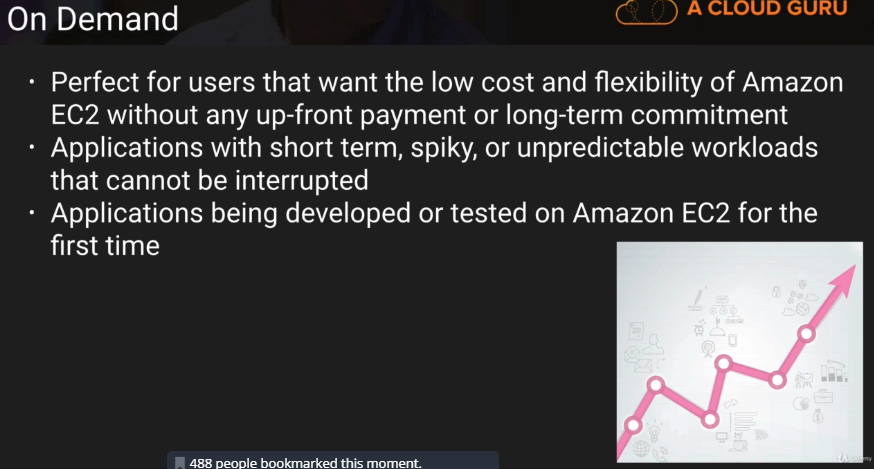 On Demand
A CLOUD GURU
· Perfect for users that want the low cost and flexibility of Amazon
EC2 without any up-front payment or long-term commitment
· Applications with short term, spiky, or unpredictable workloads
that cannot be interrupted
· Applications being developed or tested on Amazon EC2 for the
first time
488 people bookmarked this moment.